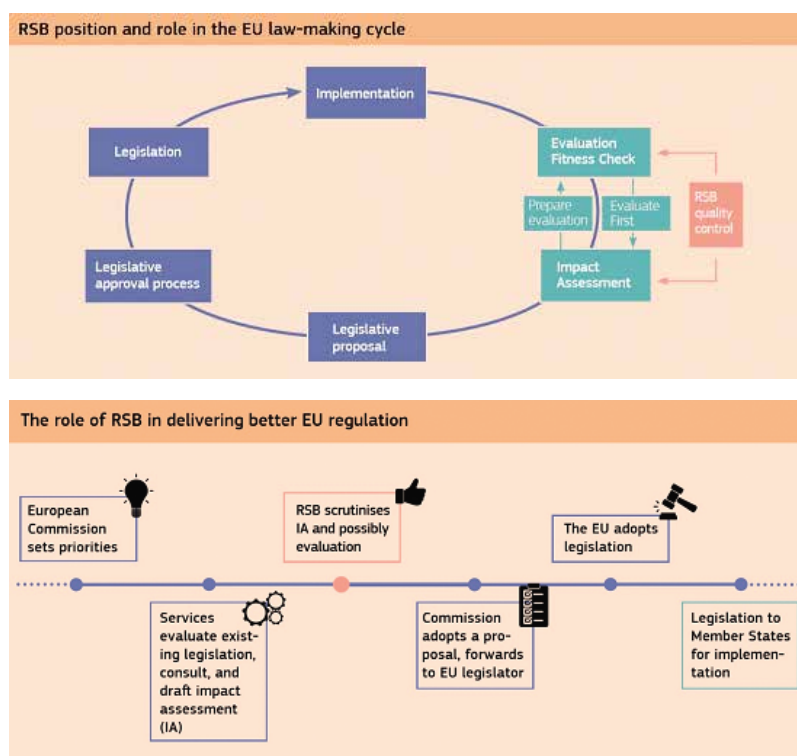 RSB position and role in the EU law-making cycle
Implementation
Legislation
Evaluation
Fitness Check
Prepare
evaluation
Evaluate
First
RSB
quality
control
Legislative
approval process
Impact
Assessment
Legislative
proposal
The role of RSB in delivering better EU regulation
European
Commission
sets priorities
RSB scrutinises
IA and possibly
evaluation
The EU adopts
legislation
Services
evaluate exist-
ing legislation,
consult, and
draft impact
assessment
(IA)
Commission
adopts a pro-
posal, forwards
to EU legislator
Legislation to
Member States
for implemen-
tation